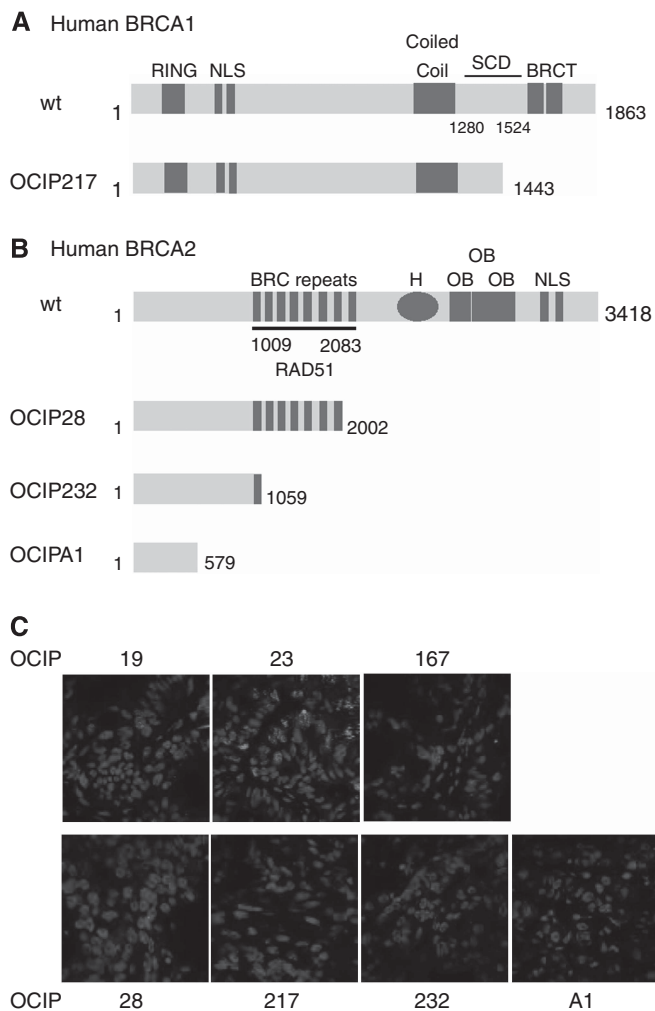 A Human BRCA1
Coiled
RING NLS Coil SCD BRCT
wt 1 1863
1280 1524
OCIP217 1 1443
B Human BRCA2
OB
BRC repeats H OB OB NLS
wt 1 3418
1009 2083
RAD51
OCIP28 1 2002
OCIP232 1 1059
OCIPA1 1 579
C
OCIP 19 23 167
OCIP 28 217 232 A1